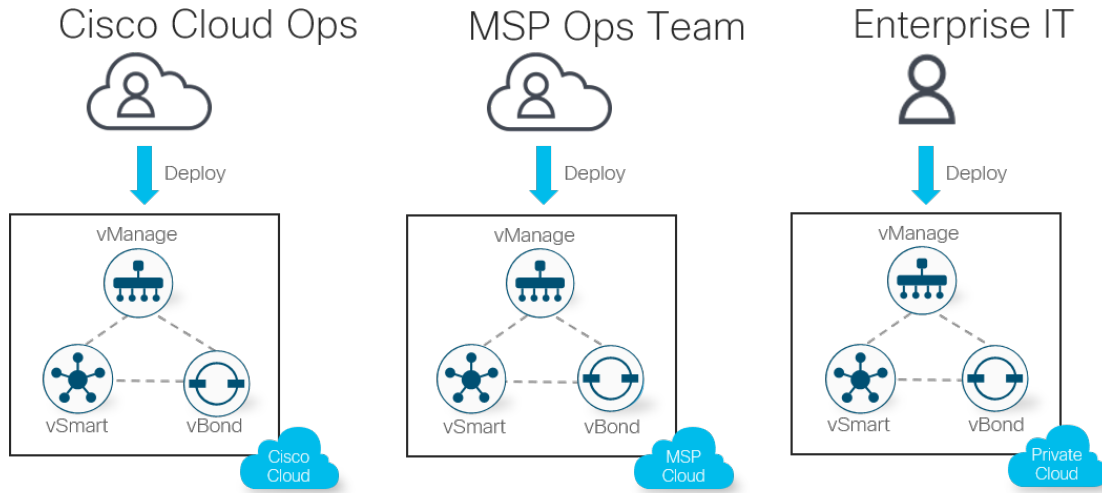 Cisco Cloud Ops
MSP Ops Team
Enterprise IT
Deploy
Deploy
Deploy
vManage
vManage
vManage
vSmart
vBond
vSmart
vBond
vSmart
vBond
Cisco
Cloud
MSP
Cloud
Private
Cloud